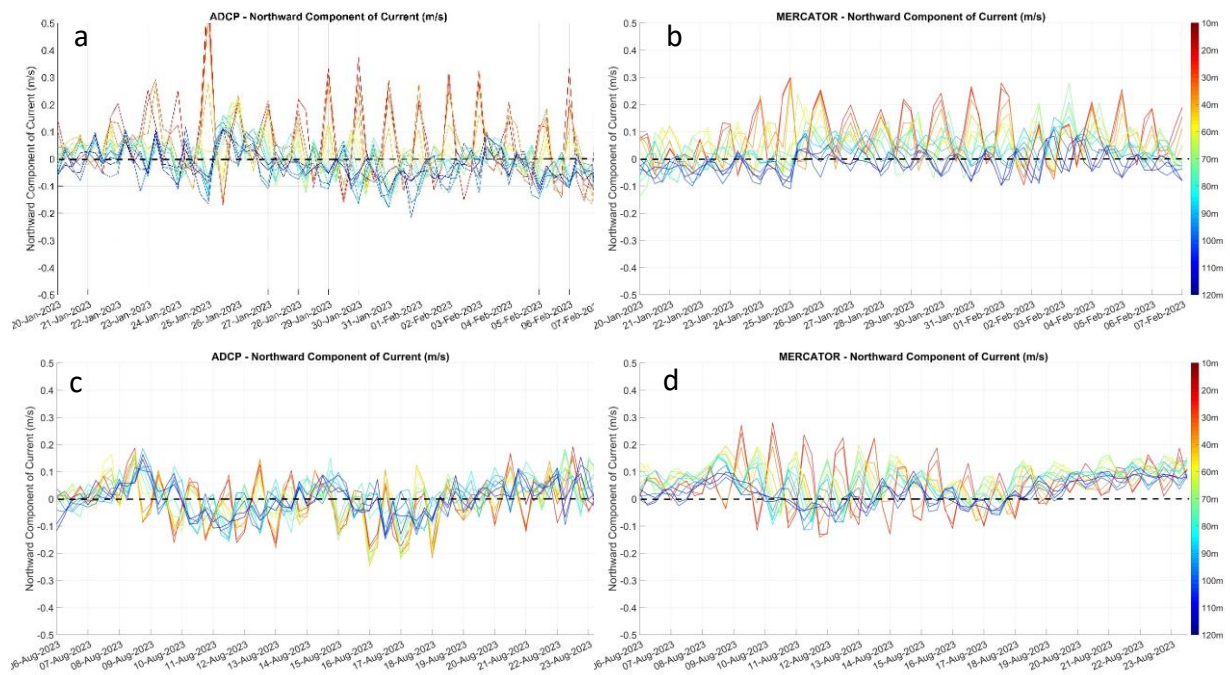 ADCP - Northward Component of Current (m/s)
a
Northward Component of Current (m/s)
0.5
0.4
0.3
0.2
0.1
0
-0.1
-0.2
-0.3
-0.4
-0.5
20-Jan-2023
21-Jan-2023
22-Jan-2023
23-Jan-2023
24-Jan-2023
25-Jan-2023
25-Jan-2023
27-Jan-2023
28-Jan-2023
29-Jan-2023
30-Jan-2023
31-Jan-2023
01-Feb-2023
02-Feb-2023
03-Feb-2023
04-Feb-2023
05-Feb-2023
06-Feb-2023
MERCATOR - Northward Component of Current (m/s)
b
Northward Component of Current (m/s)
0.5
0.4
0.3
0.2
0.1
0
-0.1
-0.2
-0.3
-0.4
-0.5
20-Jan-2023
21-Jan-2023
22-Jan-2023
23-Jan-2023
24-Jan-2023
25-Jan-2023
26-Jan-2023
27-Jan-2023
28-Jan-2023
29-Jan-2023
30-Jan-2023
31-Jan-2023
01-Feb-2023
02-Feb-2023
03-Feb-2023
04-Feb-2023
05-Feb-2023
06-Feb-2023
07-Feb-2023
10m
30m
60m
70m
100m
110m
120m
ADCP - Northward Component of Current (m/s)
c
Northward Component of Current (m/s)
0.5
0.4
0.3
0.2
0.1
0
-0.1
-0.2
-0.3
-0.4
-0.5
06-Aug-2023
07-Aug-2023
08-Aug-2023
09-Aug-2023
10-Aug-2023
11-Aug-2023
12-Aug-2023
13-Aug-2023
14-Aug-2023
15-Aug-2023
16-Aug-2023
17-Aug-2023
18-Aug-2023
19-Aug-2023
20-Aug-2023
21-Aug-2023
22-Aug-2023
23-Aug-2023
MERCATOR - Northward Component of Current (m/s)
d
Northward Component of Current (m/s)
0.5
0.4
0.3
0.2
0.1
0
-0.1
-0.2
-0.3
-0.4
-0.5
06-Aug-2023
07-Aug-2023
08-Aug-2023
09-Aug-2023
10-Aug-2023
11-Aug-2023
12-Aug-2023
13-Aug-2023
14-Aug-2023
15-Aug-2023
16-Aug-2023
17-Aug-2023
18-Aug-2023
19-Aug-2023
20-Aug-2023
21-Aug-2023
22-Aug-2023
23-Aug-2023
10m
30m
60m
70m
100m
110m
120m